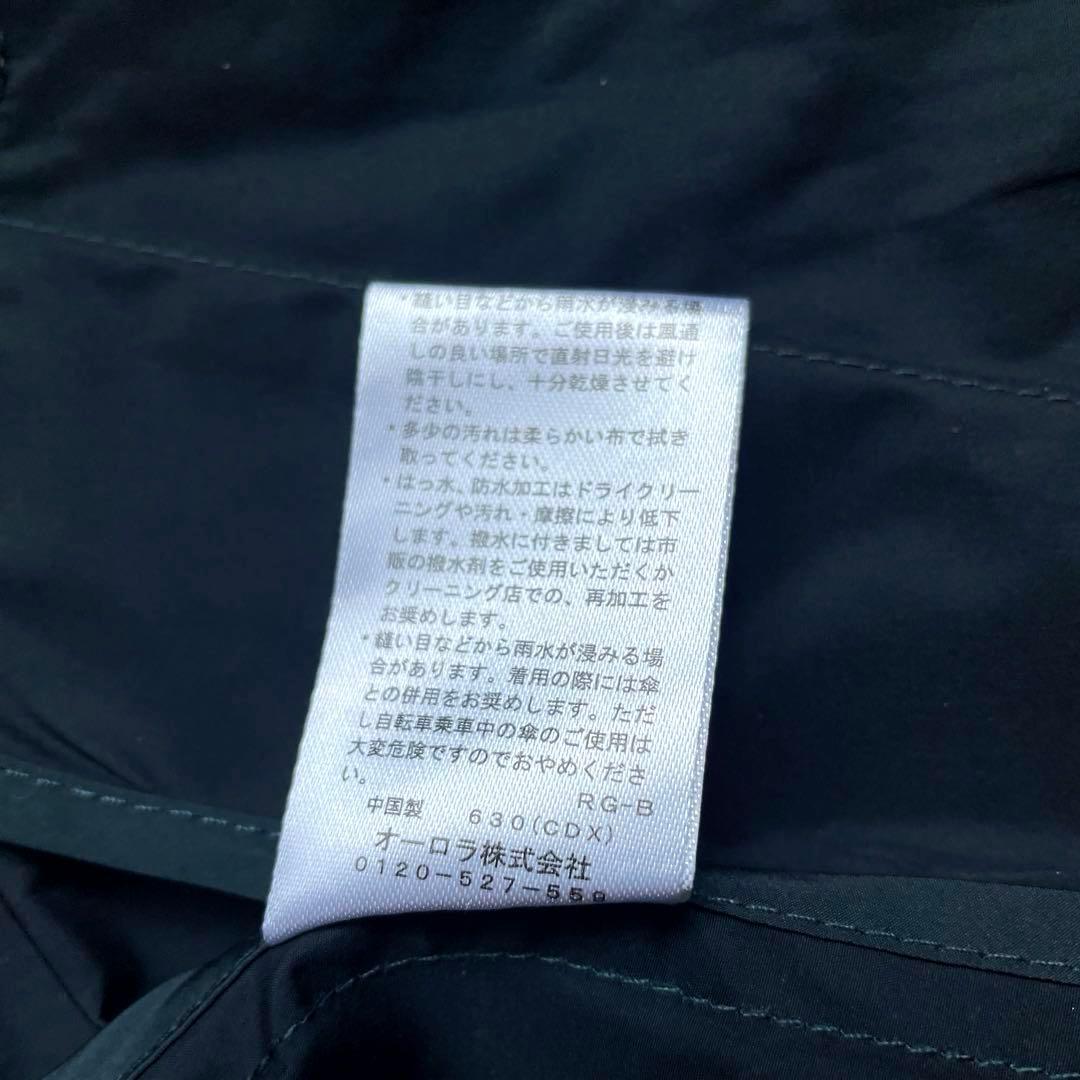 ・縫い目などから雨水が浸みる場
合があります。ご使用後は風通
しの良い場所で直射日光を避け
陰干しにし、十分乾燥させてく
ださい。
・多少の汚れは柔らかい布で拭き
取ってください。
・はっ水、防水加工はドライクリー
ニングや汚れ・摩擦により低下
します。撥水に付きましては市
販の撥水剤をご使用いただくか
クリーニング店での、再加工を
お奨めします。
・縫い目などから雨水が浸みる場
合があります。着用の際には傘
との併用をお奨めします。ただ
し自転車乗車中の傘のご使用は
大変危険ですのでおやめくださ
い。
RG-B
中国製 630(CDX)
オーロラ株式会社
0120-527-559